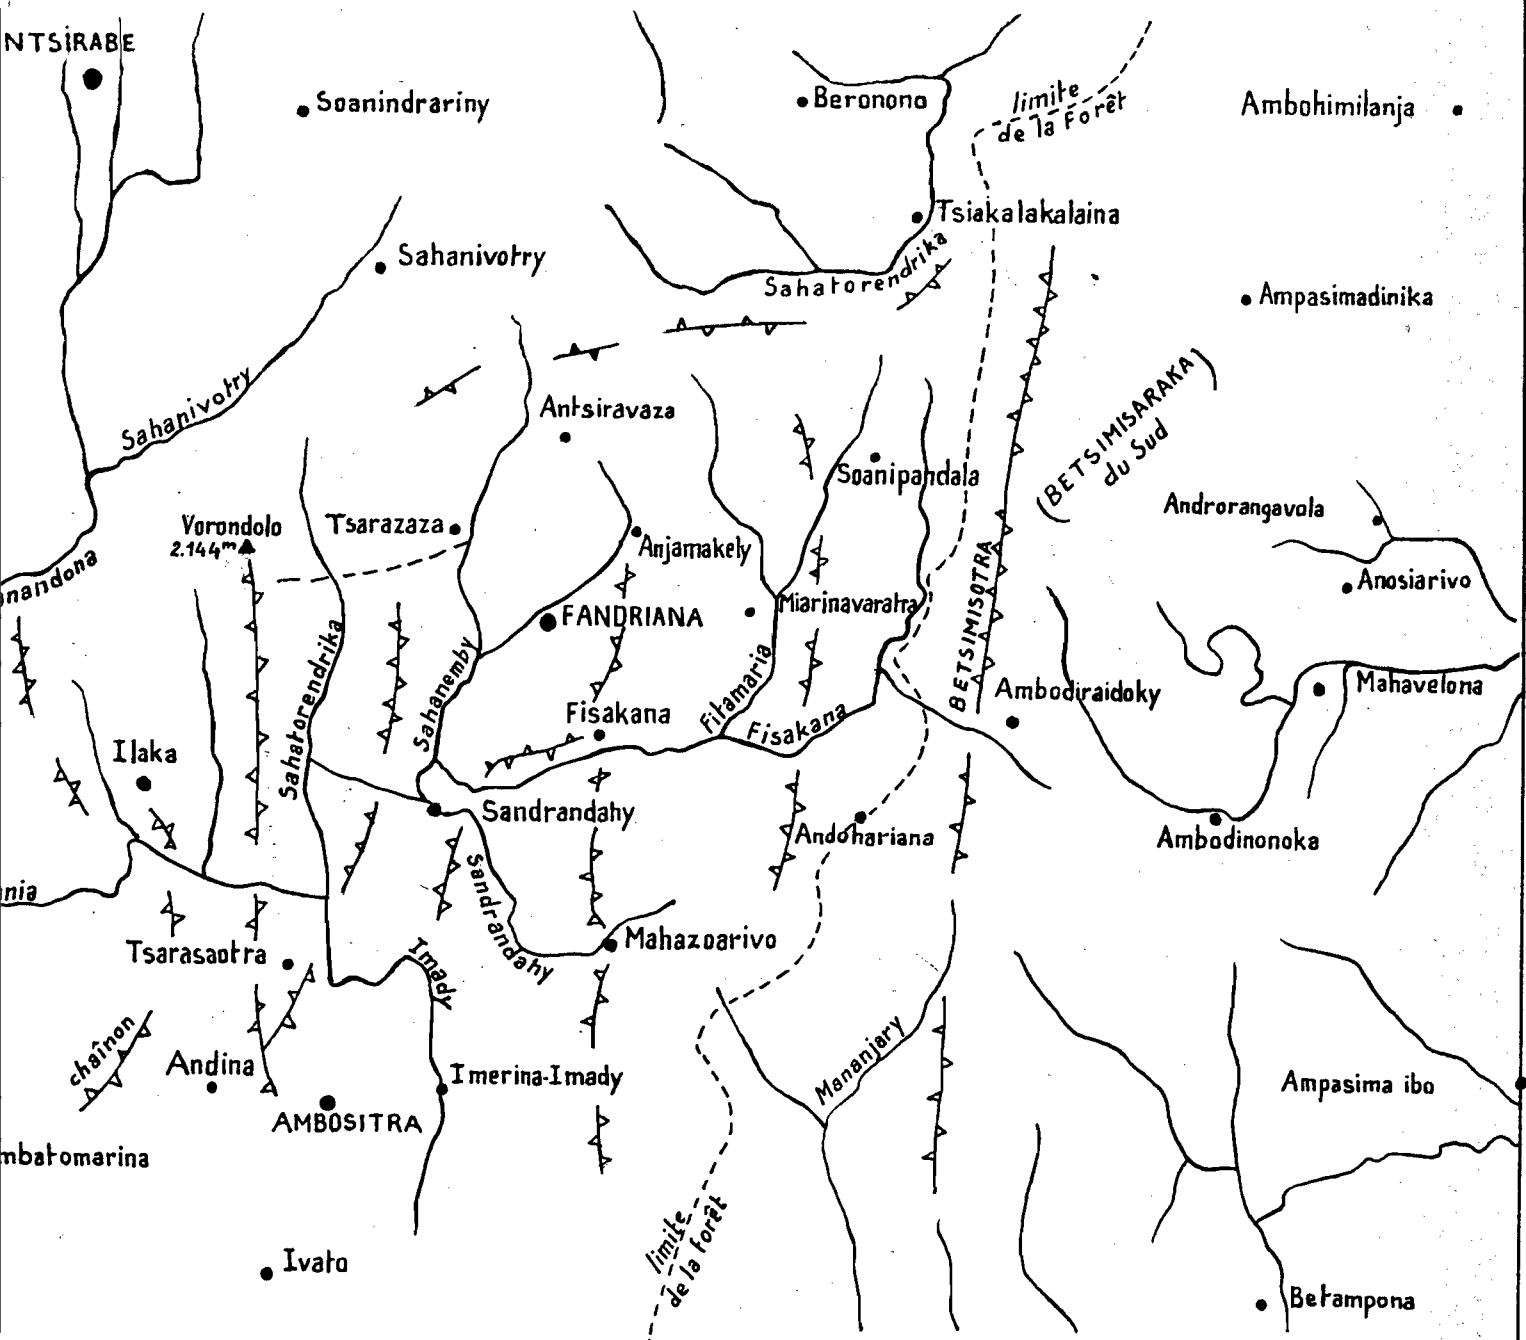 NTSIRABE
Soanindrariny
Beronono
limite
de la Forêt
Ambohimilanja
Tsiakalakalaina
Sahanivotry
Sahatorendrika
Ampasimadinika
Sahanivotry
Antsiravaza
(BETSIMISARAKA)
du Sud
Soanipandala
Androrangavola
Vorondolo
2.144m
Tsarazaza
Anjamakely
onandona
Anosiarivo
FANDRIANA
Miarinavaratra
BETSIMISOTRA
Sahatorendrika
Sahanemby
Fitamaria
Ambodiraidoky
Mahavelona
Fisakana
Fisakana
Ilaka
Sandrandahy
Andohariana
Ambodinonoka
nia
Sandrandahy
Tsarasaotra
Imady
Mahazoarivo
chaînon
Andina
Imerina-Imady
Mananjary
Ampasima ibo
AMBOSITRA
mbatomarina
limite
de la forêt
Ivato
Betampona